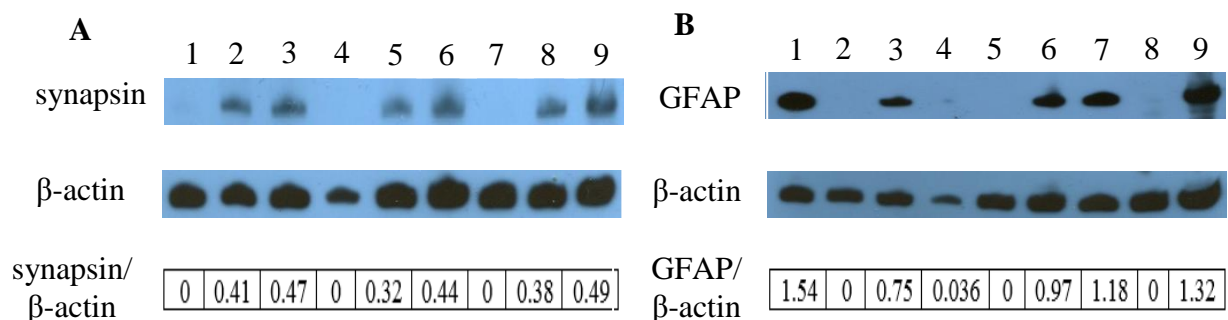 A
1 2 3 4 5 6 7 8 9
synapsin
β-actin
synapsin/
β-actin
0 0.41 0.47 0 0.32 0.44 0 0.38 0.49
B
1 2 3 4 5 6 7 8 9
GFAP
β-actin
GFAP/
β-actin
1.54 0 0.75 0.036 0 0.97 1.18 0 1.32